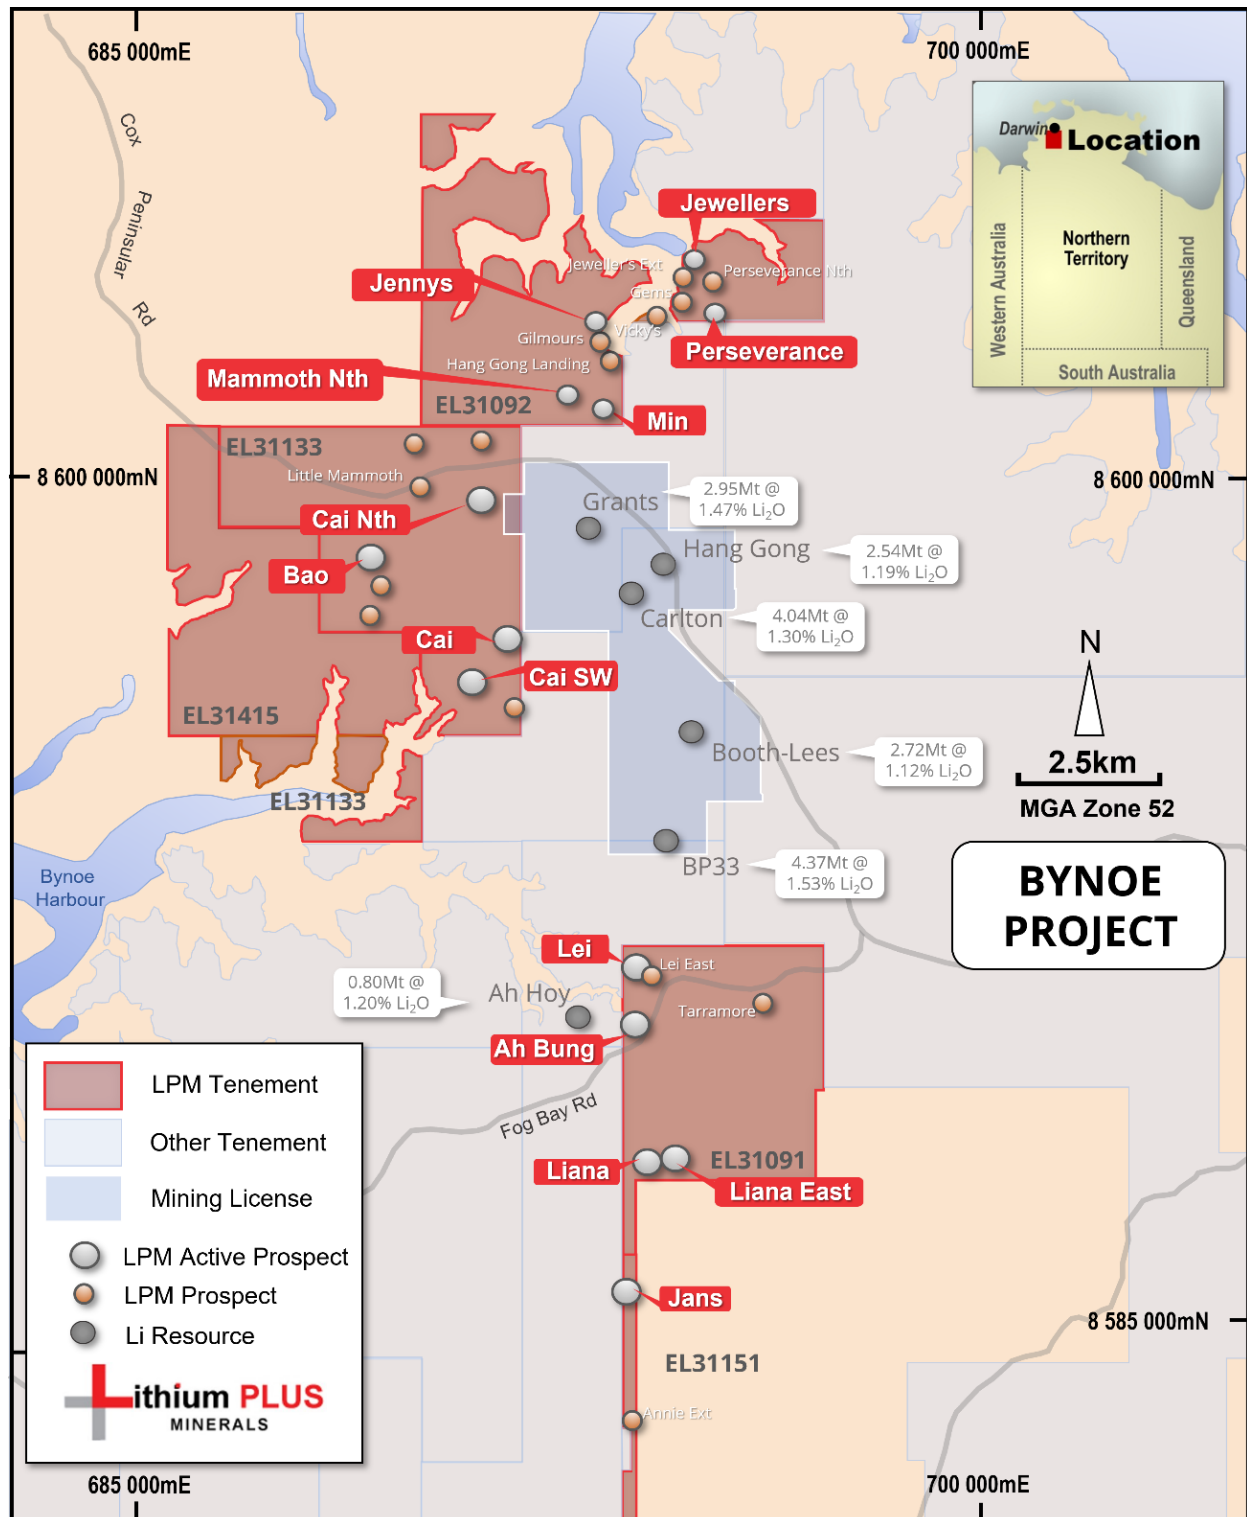 685 000mE
700 000mE
Cox
Peninsular
Rd
Darwin
Location
Western Australia
Northern
Territory
Queensland
South Australia
Jewellers
Jeweller's Ext
Perseverance Nth
Jennys
Gems
Vicky's
Gilmours
Perseverance
Hang Gong Landing
Mammoth Nth
EL31092
Min
EL31133
Little Mammoth
8 600 000mN
8 600 000mN
2.95Mt @
1.47% Li₂O
Grants
Cai Nth
Hang Gong
2.54Mt @
1.19% Li₂O
Bao
Carlton
4.04Mt @
1.30% Li₂O
Cai
Cai SW
N
EL31415
Booth-Lees
2.72Mt @
1.12% Li₂O
2.5km
MGA Zone 52
EL31133
BP33
4.37Mt @
1.53% Li₂O
Bynoe
Harbour
BYNOE
PROJECT
Lei
Lei East
0.80Mt @
1.20% Li₂O
Ah Hoy
Tarramore
Ah Bung
Fog Bay Rd
Liana
EL31091
Liana East
Jans
8 585 000mN
EL31151
Annie Ext
LPM Tenement
Other Tenement
Mining License
LPM Active Prospect
LPM Prospect
Li Resource
Lithium PLUS
MINERALS
685 000mE
700 000mE